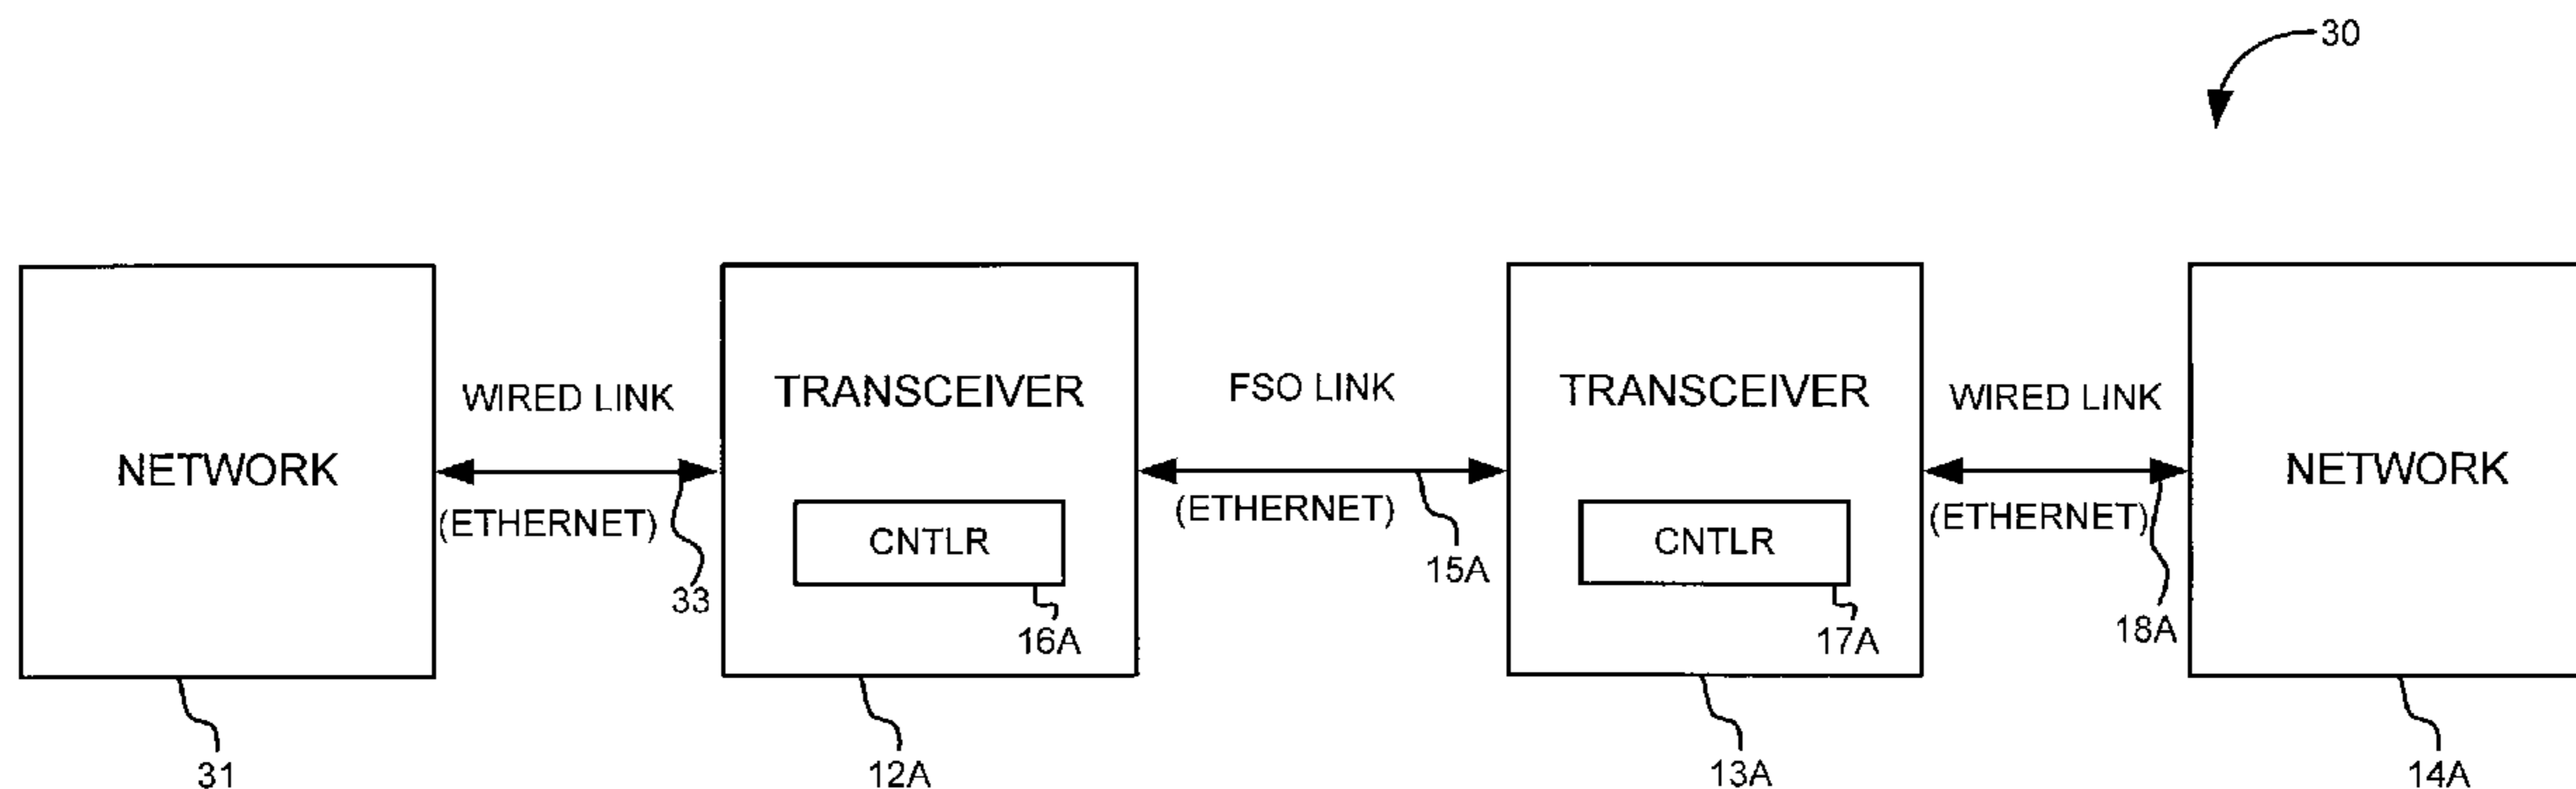 30
NETWORK
WIRED LINK
(ETHERNET)
33
31
TRANSCEIVER
CNTLR
16A
12A
FSO LINK
(ETHERNET)
15A
TRANSCEIVER
CNTLR
17A
13A
WIRED LINK
(ETHERNET)
18A
NETWORK
14A